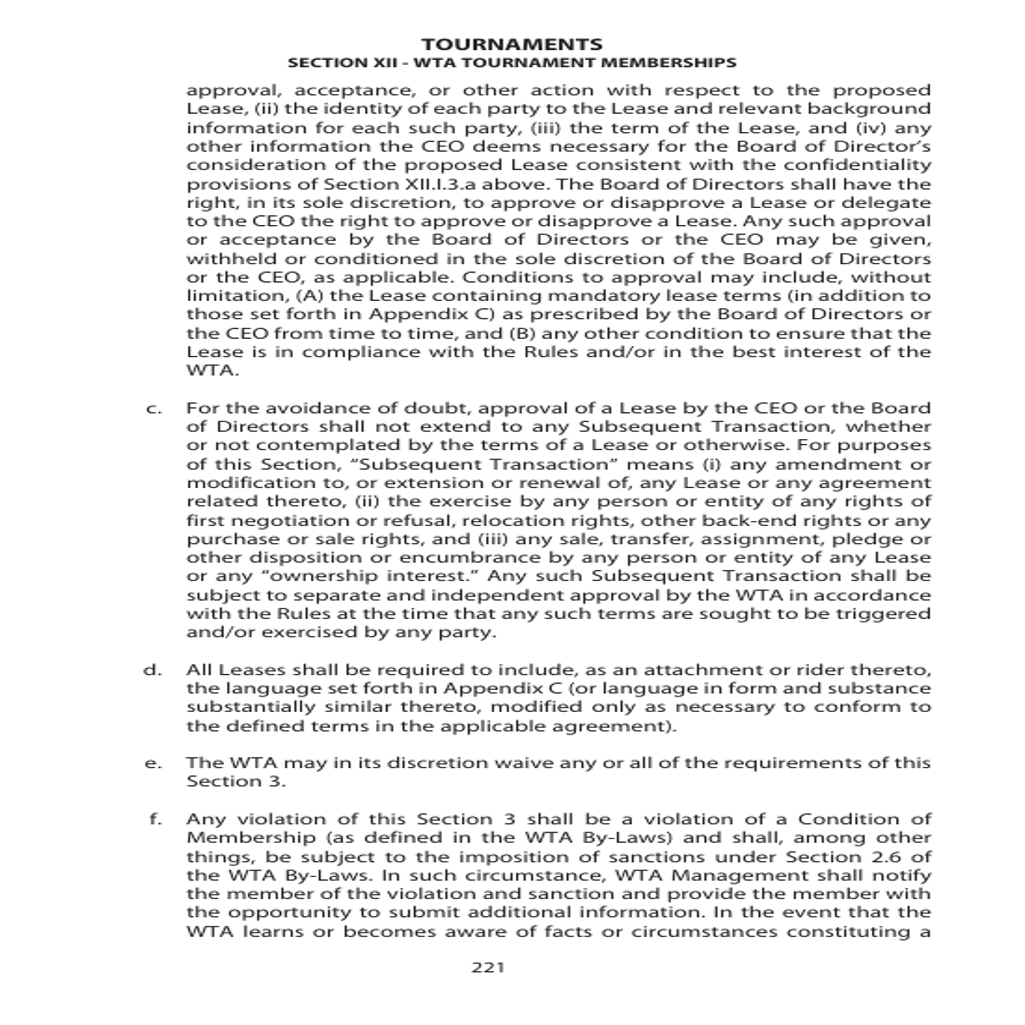 TOURNAMENTS
SECTION XII - WTA TOURNAMENT MEMBERSHIPS
approval, acceptance, or other action with respect to the proposed
Lease, (ii) the identity of each party to the Lease and relevant background
information for each such party, (iii) the term of the Lease, and (iv) any
other information the CEO deems necessary for the Board of Director's
consideration of the proposed Lease consistent with the confidentiality
provisions of Section XII.I.3.a above. The Board of Directors shall have the
right, in its sole discretion, to approve or disapprove a Lease or delegate
to the CEO the right to approve or disapprove a Lease. Any such approval
or acceptance by the Board of Directors or the CEO may be given,
withheld or conditioned in the sole discretion of the Board of Directors
or the CEO, as applicable. Conditions to approval may include, without
limitation, (A) the Lease containing mandatory lease terms (in addition to
those set forth in Appendix C) as prescribed by the Board of Directors or
the CEO from time to time, and (B) any other condition to ensure that the
Lease is in compliance with the Rules and/or in the best interest of the
WTA.
c. For the avoidance of doubt, approval of a Lease by the CEO or the Board
of Directors shall not extend to any Subsequent Transaction, whether
or not contemplated by the terms of a Lease or otherwise. For purposes
of this Section, “Subsequent Transaction” means (i) any amendment or
modification to, or extension or renewal of, any Lease or any agreement
related thereto, (ii) the exercise by any person or entity of any rights of
first negotiation or refusal, relocation rights, other back-end rights or any
purchase or sale rights, and (iii) any sale, transfer, assignment, pledge or
other disposition or encumbrance by any person or entity of any Lease
or any “ownership interest.” Any such Subsequent Transaction shall be
subject to separate and independent approval by the WTA in accordance
with the Rules at the time that any such terms are sought to be triggered
and/or exercised by any party.
d. All Leases shall be required to include, as an attachment or rider thereto,
the language set forth in Appendix C (or language in form and substance
substantially similar thereto, modified only as necessary to conform to
the defined terms in the applicable agreement).
e. The WTA may in its discretion waive any or all of the requirements of this
Section 3.
f. Any violation of this Section 3 shall be a violation of a Condition of
Membership (as defined in the WTA By-Laws) and shall, among other
things, be subject to the imposition of sanctions under Section 2.6 of
the WTA By-Laws. In such circumstance, WTA Management shall notify
the member of the violation and sanction and provide the member with
the opportunity to submit additional information. In the event that the
WTA learns or becomes aware of facts or circumstances constituting a
221